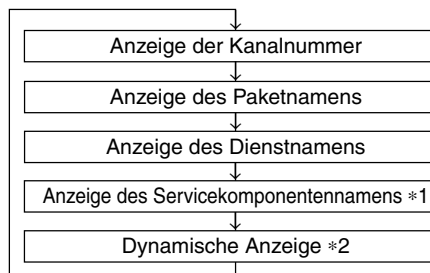 Anzeige der Kanalnummer
Anzeige des Paketnamens
Anzeige des Dienstnamens
Anzeige des Servicekomponentennamens *1
Dynamische Anzeige *2